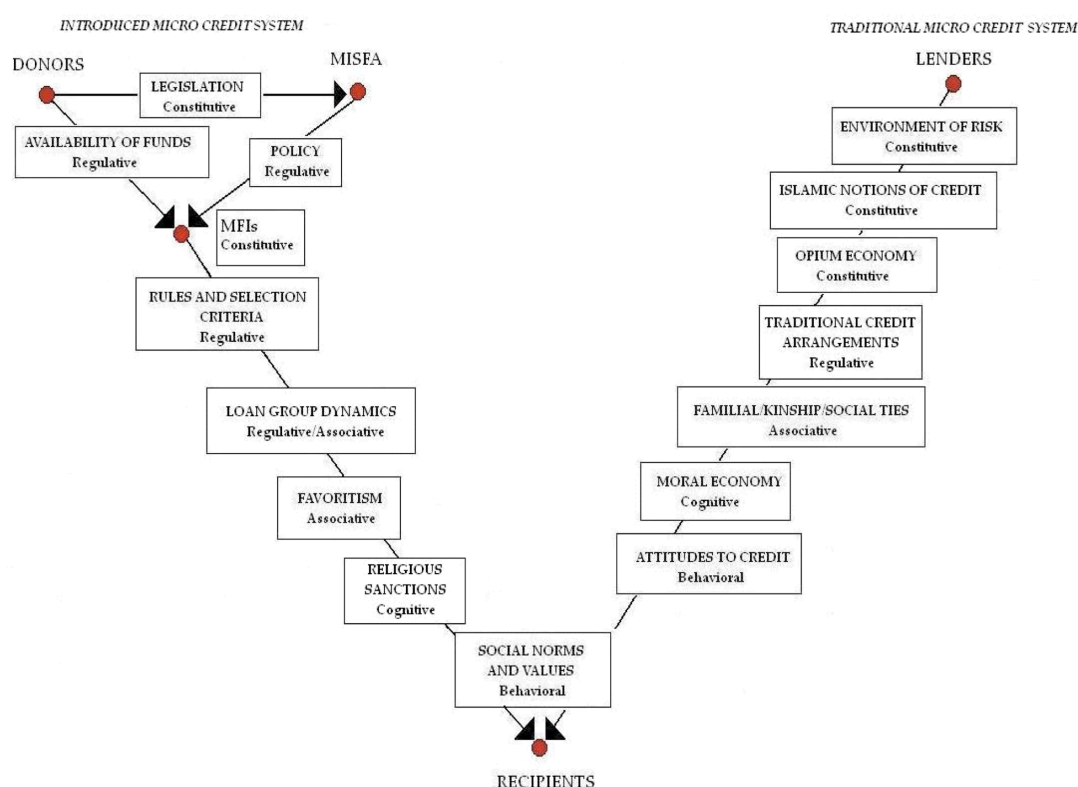 INTRODUCED MICRO CREDIT SYSTEM
TRADITIONAL MICRO CREDIT SYSTEM
DONORS
MISFA
LENDERS
LEGISLATION
Constitutive
ENVIRONMENT OF RISK
Constitutive
AVAILABILITY OF FUNDS
Regulative
POLICY
Regulative
ISLAMIC NOTIONS OF CREDIT
Constitutive
MFIs
Constitutive
OPIUM ECONOMY
Constitutive
RULES AND SELECTION
CRITERIA
Regulative
TRADITIONAL CREDIT
ARRANGEMENTS
Regulative
LOAN GROUP DYNAMICS
Regulative/Associative
FAMILIAL/KINSHIP/SOCIAL TIES
Associative
FAVORITISM
Associative
MORAL ECONOMY
Cognitive
RELIGIOUS
SANCTIONS
Cognitive
ATTITUDES TO CREDIT
Behavioral
SOCIAL NORMS
AND VALUES
Behavioral
RECIPIENTS